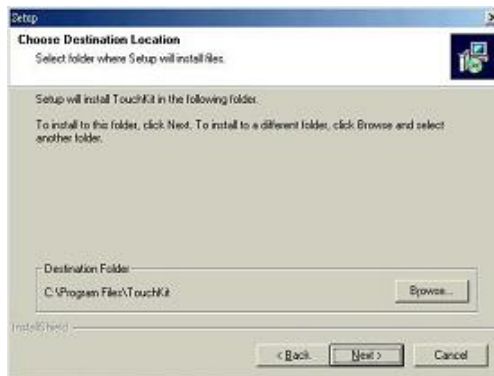 Setup
Choose Destination Location
Select folder where Setup will install files.
Setup will install TouchKit in the following folder.
To install to this folder, click Next. To install to a different folder, click Browse and select
another folder.
Destination Folder
C:\Program Files\TouchKit
Browse...
InstallShield
< Back
Next >
Cancel